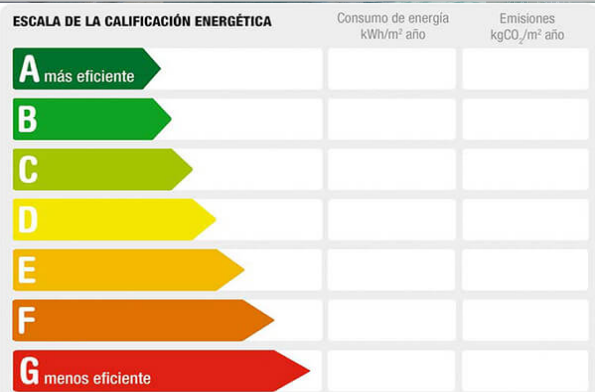 ESCALA DE LA CALIFICACIÓN ENERGÉTICA
Consumo de energía
kWh/m² año
Emisiones
kgCO₂/m² año
A más eficiente
B
C
D
E
F
G menos eficiente